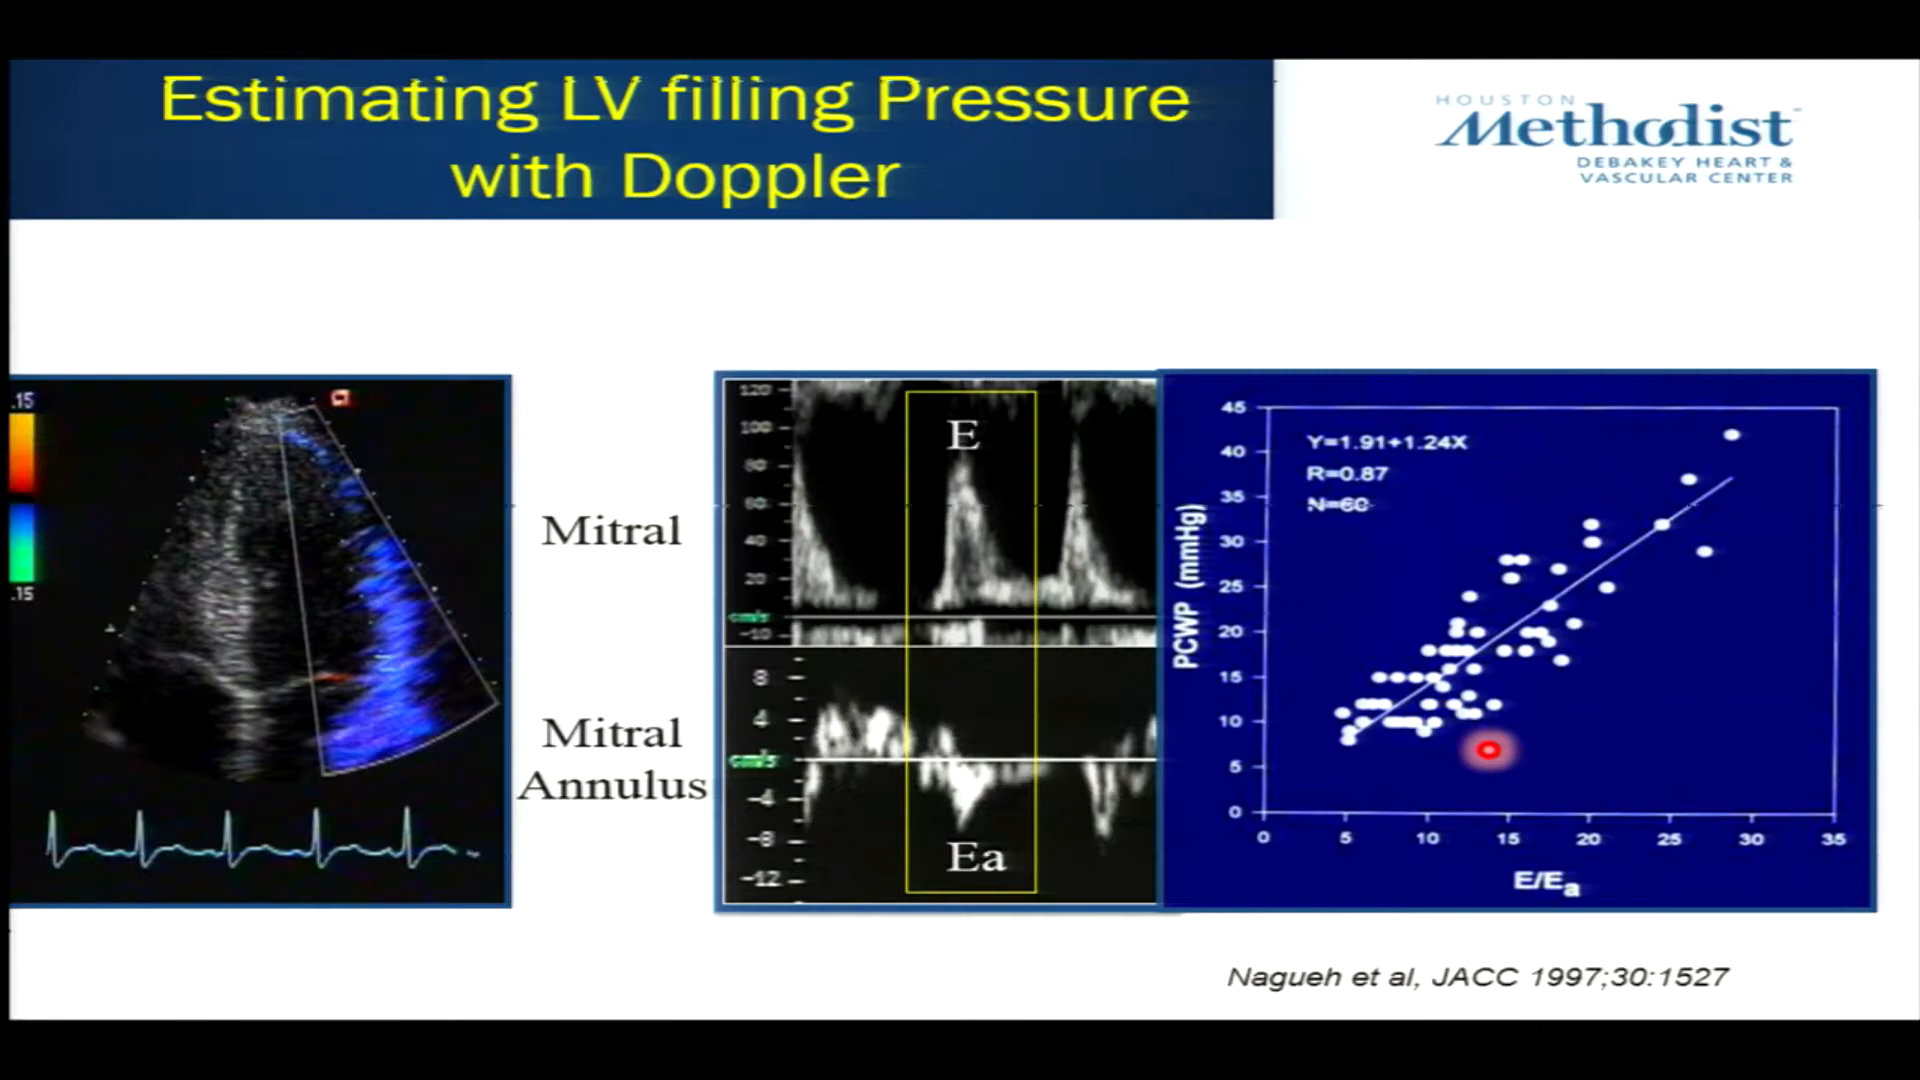 Estimating LV filling Pressure
with Doppler
HOUSTON
Methodist
DEBAKEY HEART &
VASCULAR CENTER
.15
.15
Mitral
Mitral
Annulus
120
100
80
60
40
20
cm/s
-10
E
8
4
cm/s
-4
-8
-12
Ea
45
40
35
30
25
20
15
10
5
0
PCWP (mmHg)
Y=1.91+1.24X
R=0.87
N=60
0 5 10 15 20 25 30 35
E/Ea
Nagueh et al, JACC 1997;30:1527